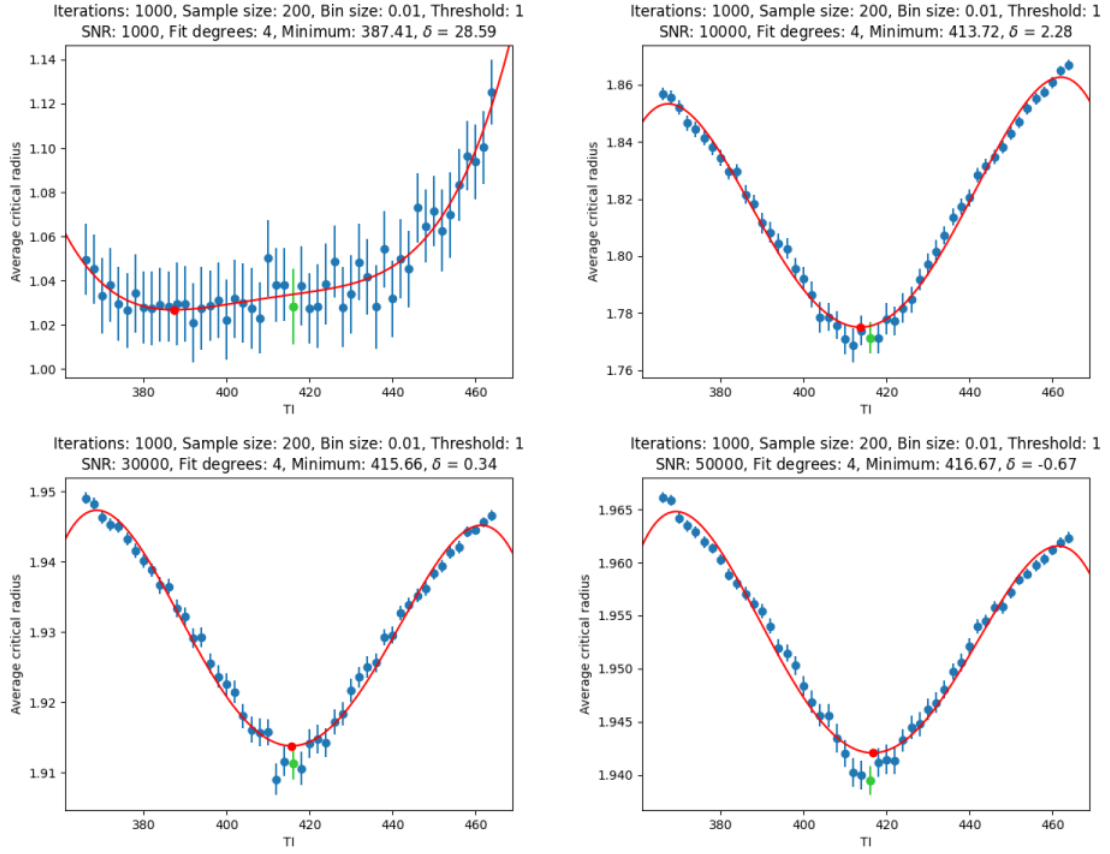 Iterations: 1000, Sample size: 200, Bin size: 0.01, Threshold: 1
SNR: 1000, Fit degrees: 4, Minimum: 387.41, δ = 28.59
Average critical radius
1.14
1.12
1.10
1.08
1.06
1.04
1.02
1.00
380 400 420 440 460
TI
Iterations: 1000, Sample size: 200, Bin size: 0.01, Threshold: 1
SNR: 10000, Fit degrees: 4, Minimum: 413.72, δ = 2.28
Average critical radius
1.86
1.84
1.82
1.80
1.78
1.76
380 400 420 440 460
TI
Iterations: 1000, Sample size: 200, Bin size: 0.01, Threshold: 1
SNR: 30000, Fit degrees: 4, Minimum: 415.66, δ = 0.34
Average critical radius
1.95
1.94
1.93
1.92
1.91
380 400 420 440 460
TI
Iterations: 1000, Sample size: 200, Bin size: 0.01, Threshold: 1
SNR: 50000, Fit degrees: 4, Minimum: 416.67, δ = -0.67
Average critical radius
1.965
1.960
1.955
1.950
1.945
1.940
380 400 420 440 460
TI